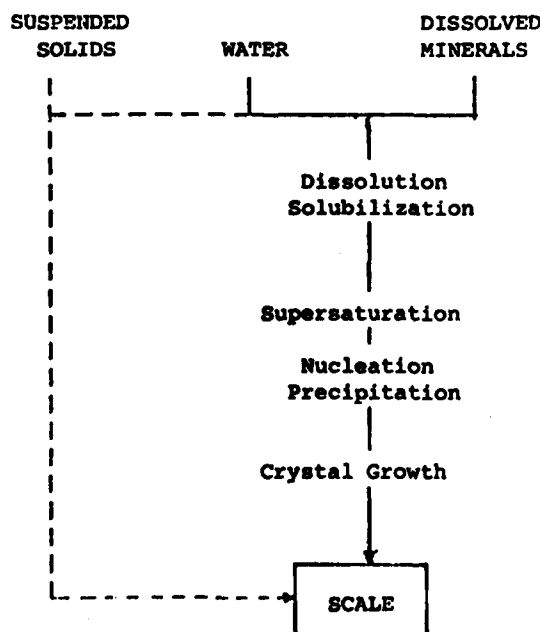 SUSPENDED
SOLIDS
WATER
DISSOLVED
MINERALS
Dissolution
Solubilization
Supersaturation
Nucleation
Precipitation
Crystal Growth
SCALE